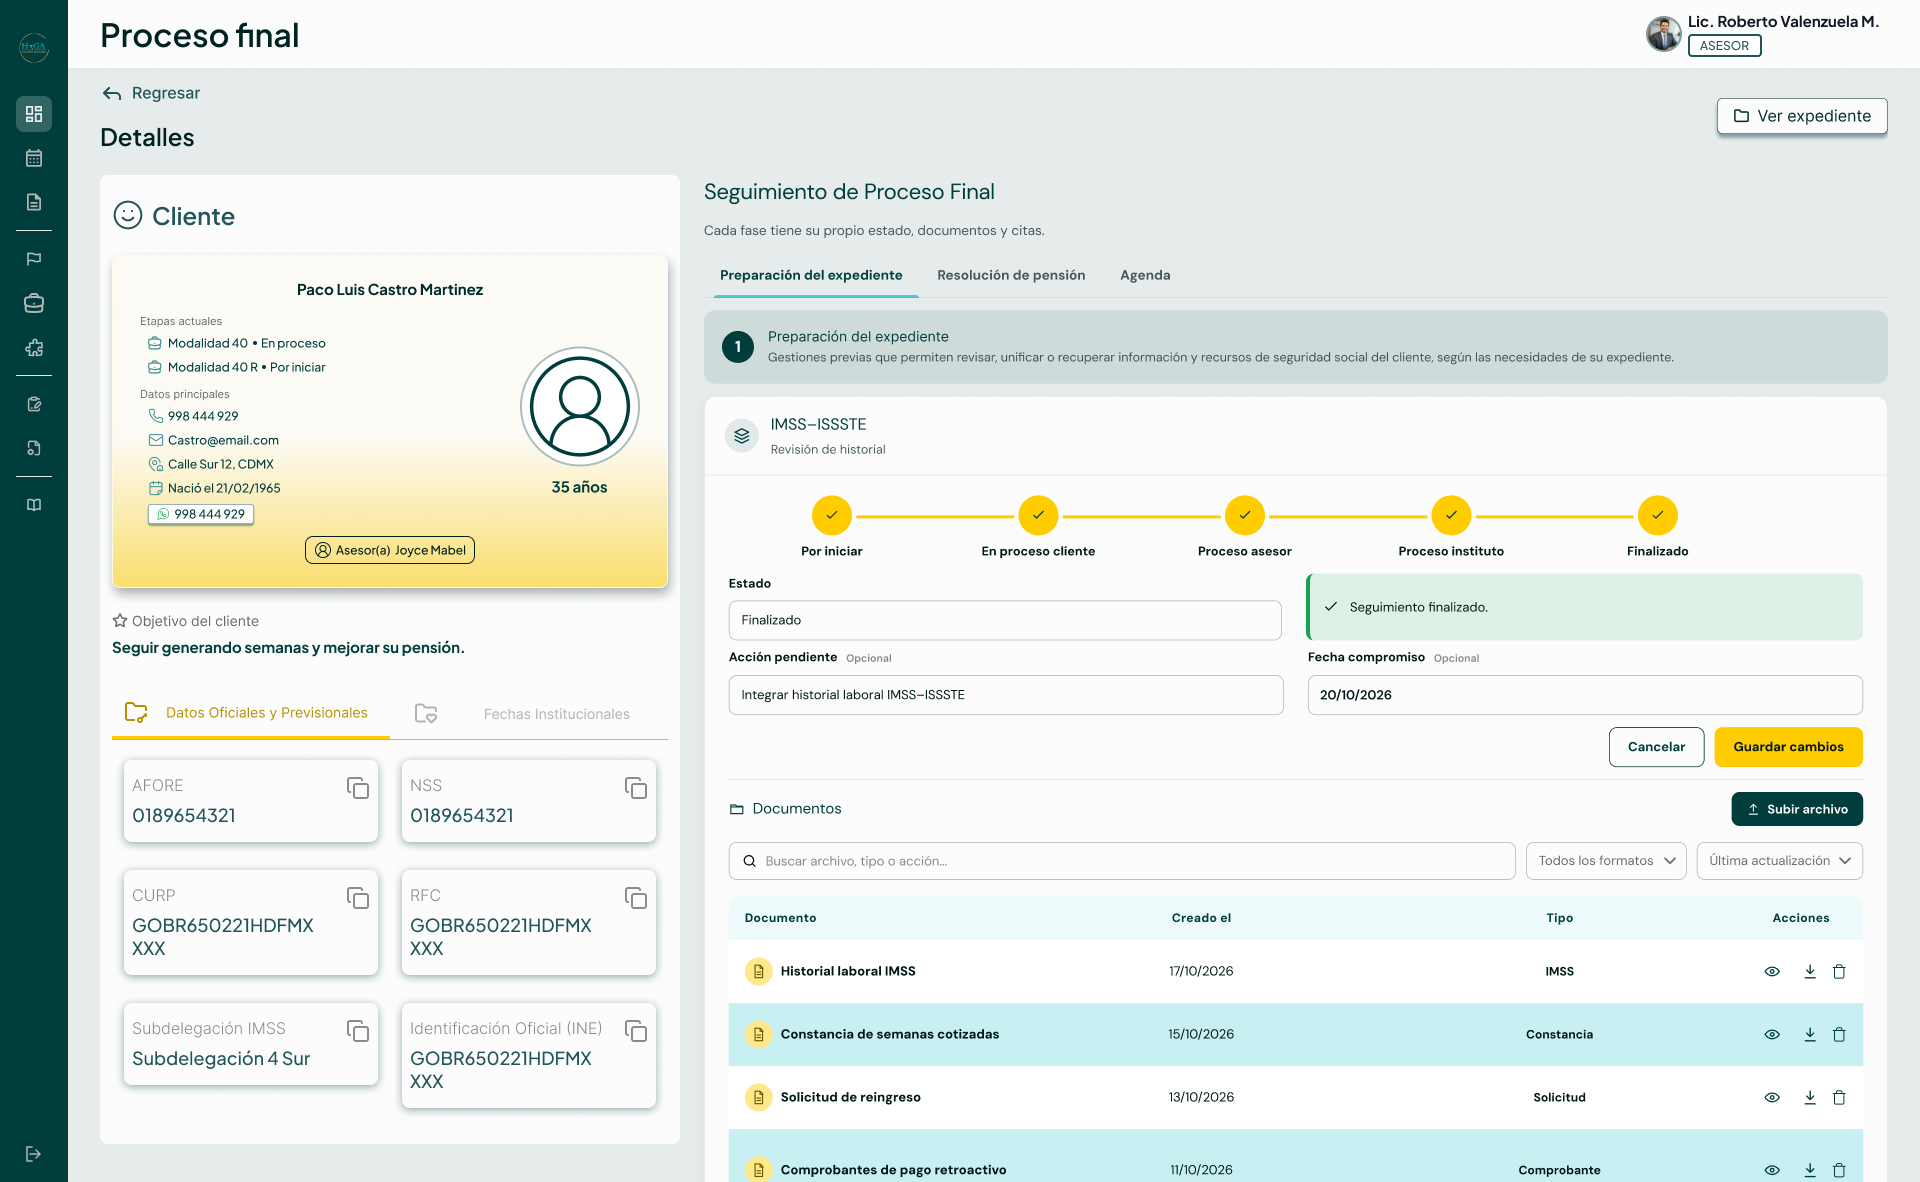 Proceso final
Lic. Roberto Valenzuela M.
ASESOR
Regresar
Detalles
Ver expediente
Cliente
Paco Luis Castro Martinez
Etapas actuales
Modalidad 40 • En proceso
Modalidad 40 R • Por iniciar
Datos principales
998 444 929
Castro@email.com
Calle Sur 12, CDMX
Nació el 21/02/1965
998 444 929
35 años
Asesor(a) Joyce Mabel
Objetivo del cliente
Seguir generando semanas y mejorar su pensión.
Datos Oficiales y Previsionales
Fechas Institucionales
AFORE
0189654321
NSS
0189654321
CURP
GOBR650221HDFMX
XXX
RFC
GOBR650221HDFMX
XXX
Subdelegación IMSS
Subdelegación 4 Sur
Identificación Oficial (INE)
GOBR650221HDFMX
XXX
Seguimiento de Proceso Final
Cada fase tiene su propio estado, documentos y citas.
Preparación del expediente
Resolución de pensión
Agenda
1
Preparación del expediente
Gestiones previas que permiten revisar, unificar o recuperar información y recursos de seguridad social del cliente, según las necesidades de su expediente.
IMSS–ISSSTE
Revisión de historial
Por iniciar
En proceso cliente
Proceso asesor
Proceso instituto
Finalizado
Estado
Finalizado
Seguimiento finalizado.
Acción pendiente Opcional
Integrar historial laboral IMSS–ISSSTE
Fecha compromiso Opcional
20/10/2026
Cancelar
Guardar cambios
Documentos
Subir archivo
Buscar archivo, tipo o acción...
Todos los formatos
Última actualización
Documento Creado el Tipo Acciones
Historial laboral IMSS 17/10/2026 IMSS
Constancia de semanas cotizadas 15/10/2026 Constancia
Solicitud de reingreso 13/10/2026 Solicitud
Comprobantes de pago retroactivo 11/10/2026 Comprobante